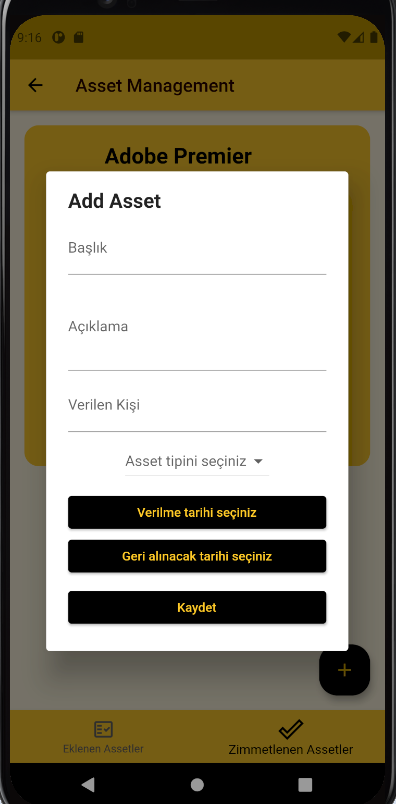 9:16
Asset Management
Adobe Premier
Add Asset
Başlık
Açıklama
Verilen Kişi
Asset tipini seçiniz
Verilme tarihi seçiniz
Geri alınacak tarihi seçiniz
Kaydet
+
Eklenen Assetler
Zimmetlenen Assetler